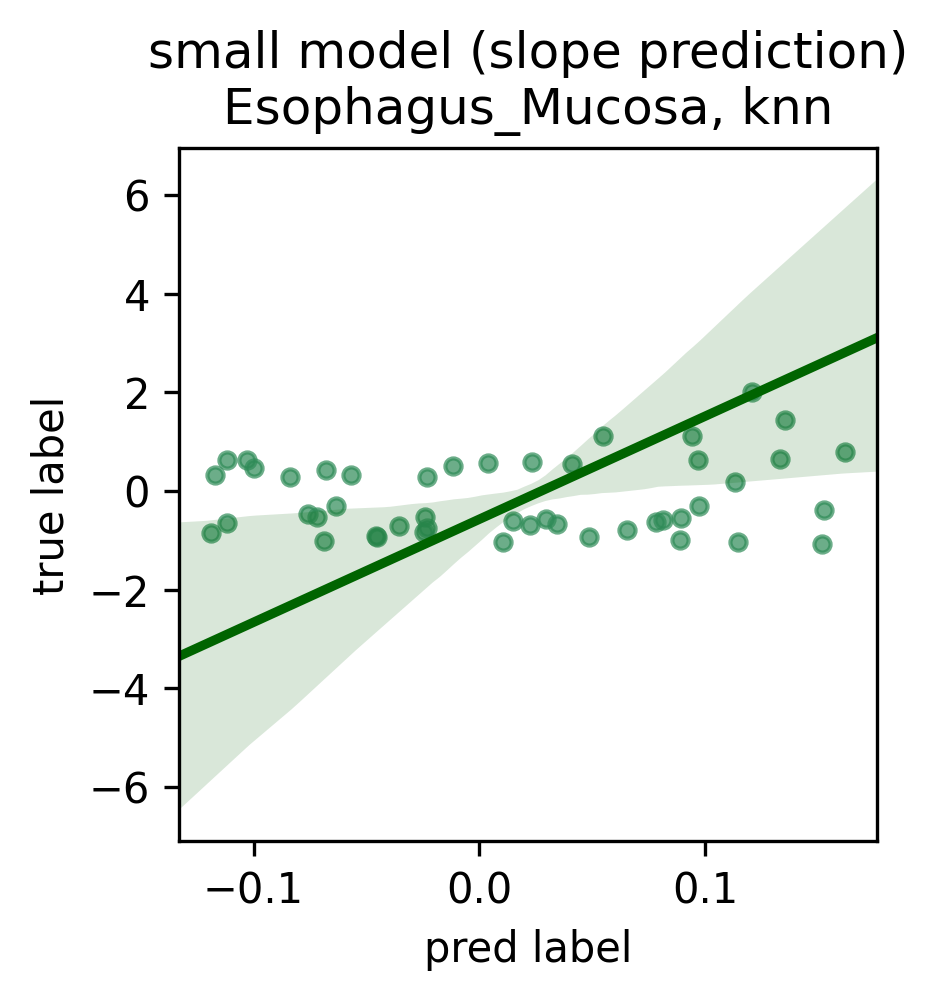 small model (slope prediction)
Esophagus_Mucosa, knn
6
4
2
0
−2
−4
−6
true label
−0.1
0.0
0.1
pred label